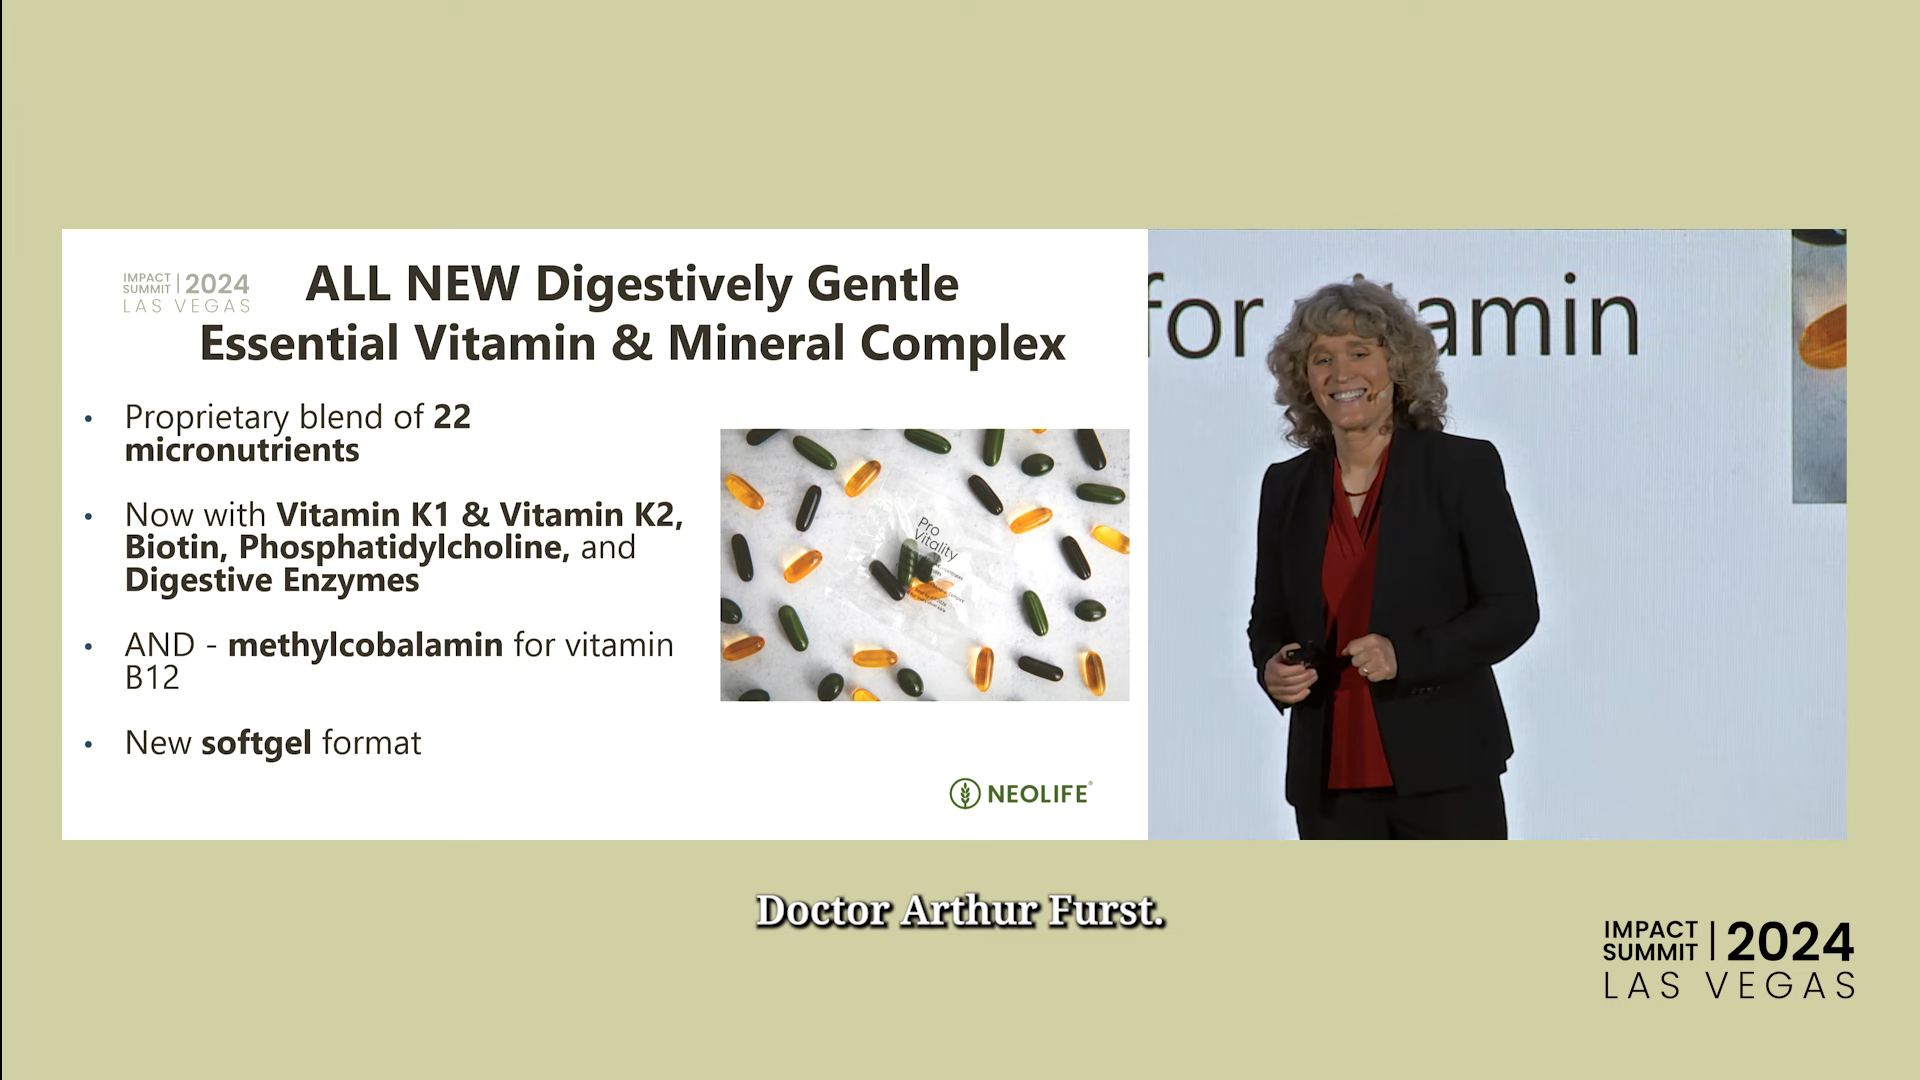 IMPACT SUMMIT | 2024
LAS VEGAS
ALL NEW Digestively Gentle
Essential Vitamin & Mineral Complex
• Proprietary blend of 22
micronutrients
• Now with Vitamin K1 & Vitamin K2,
Biotin, Phosphatidylcholine, and
Digestive Enzymes
• AND - methylcobalamin for vitamin
B12
• New softgel format
Pro
Vitality
NEOLIFE®
for vitamin
Doctor Arthur Furst.
IMPACT SUMMIT | 2024
LAS VEGAS